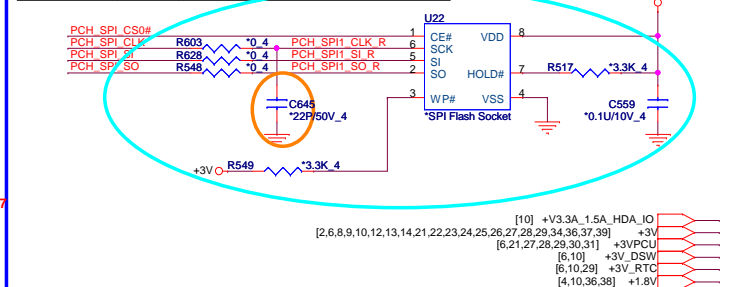 U22
PCH_SPI_CS0#
PCH_SPI_CLK R603 *0_4 PCH_SPI1_CLK_R
PCH_SPI_SI R628 *0_4 PCH_SPI1_SI_R
PCH_SPI_SO R548 *0_4 PCH_SPI1_SO_R
1 CE# VDD 8
6 SCK
5 SI
2 SO HOLD# 7 R517 *3.3K_4
3 WP# VSS 4
C645
*22P/50V_4
*SPI Flash Socket
C559
*0.1U/10V_4
+3V R549 *3.3K_4
7
[10] +V3.3A_1.5A_HDA_IO
[2,6,8,9,10,12,13,14,21,22,23,24,25,26,27,28,29,34,36,37,39] +3V
[6,21,27,28,29,30,31] +3VPCU
[6,10] +3V_DSW
[6,10,29] +3V_RTC
[4,10,36,38] +1.8V